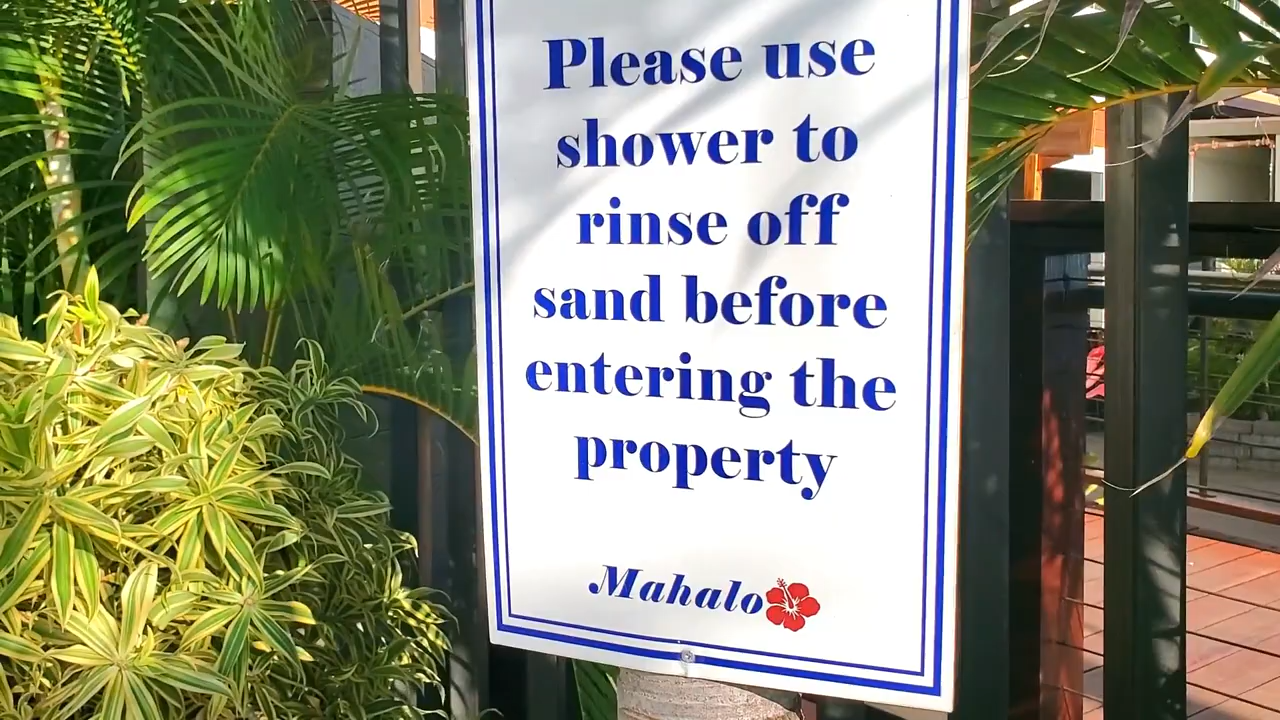 Please use
shower to
rinse off
sand before
entering the
property
Mahalo